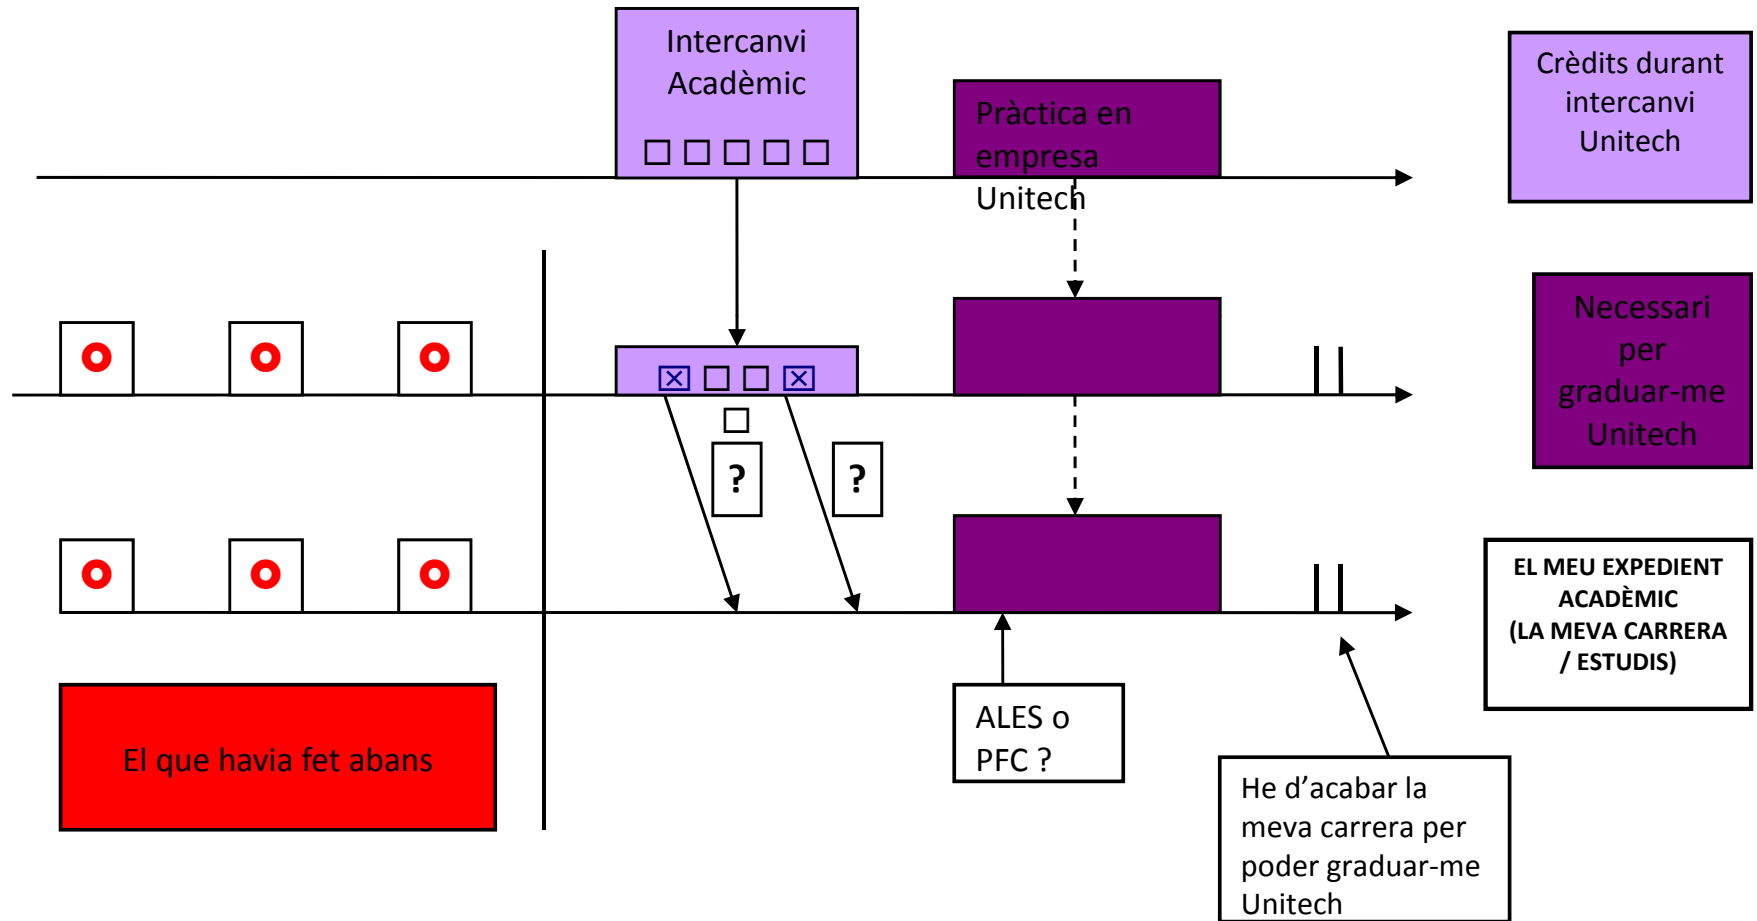 Intercanvi
Acadèmic
☐ ☐ ☐ ☐ ☐
Pràctica en
empresa
Unitech
Crèdits durant
intercanvi
Unitech
☒ ☐ ☐ ☒
☐
Necessari
per
graduar-me
Unitech
?
?
EL MEU EXPEDIENT
ACADÈMIC
(LA MEVA CARRERA
/ ESTUDIS)
El que havia fet abans
ALES o
PFC ?
He d’acabar la
meva carrera per
poder graduar-me
Unitech